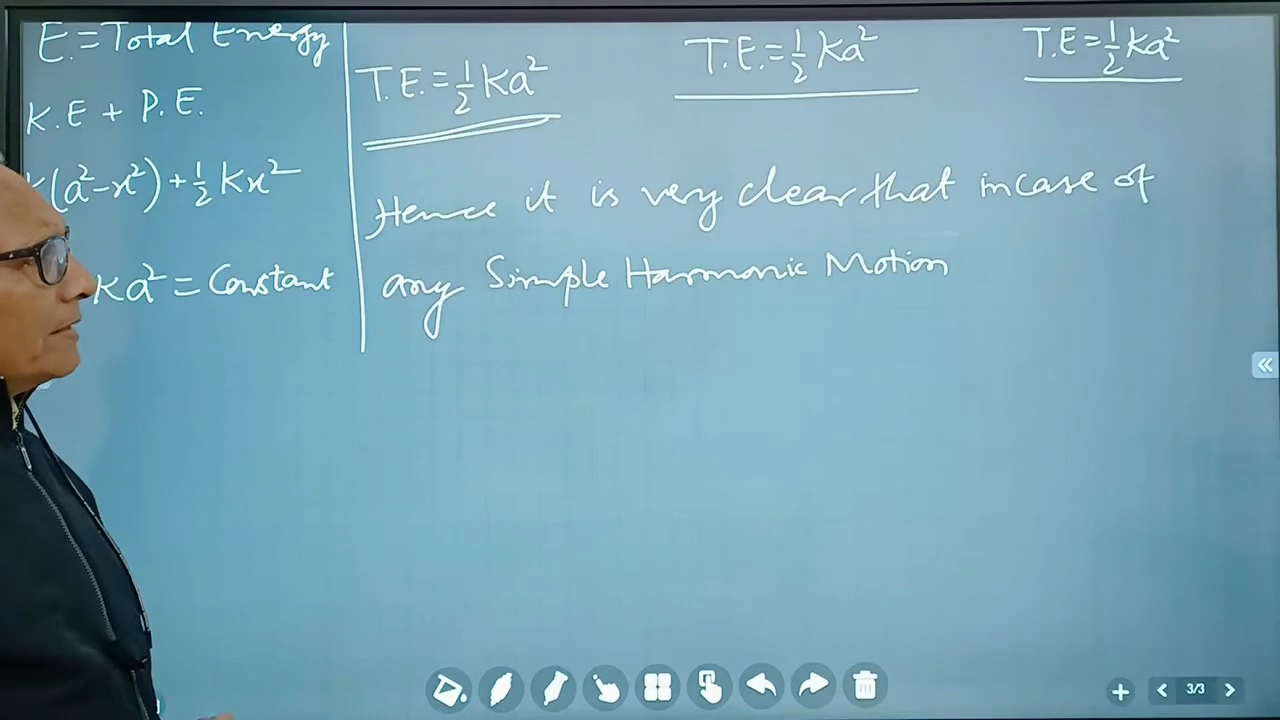 E. = Total Energy
K.E + P.E.
(a²-x²) + ½ Kx²
Ka² = Constant
T.E. = ½ Ka²
T.E. = ½ Ka²
T.E = ½ Ka²
Hence it is very clear that incase of
any Simple Harmonic Motion
3/3